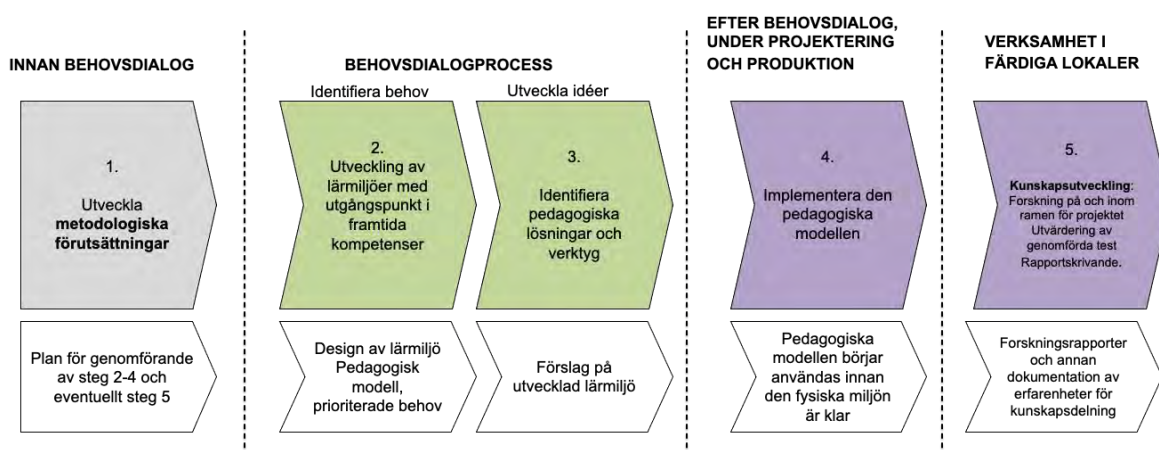 INNAN BEHOVSDIALOG
BEHOVSDIALOGPROCESS
EFTER BEHOVSDIALOG,
UNDER PROJEKTERING
OCH PRODUKTION
VERKSAMHET I
FÄRDIGA LOKALER
Identifiera behov
Utveckla idéer
1.
Utveckla
metodologiska
förutsättningar
2.
Utveckling av
lärmiljöer med
utgångspunkt i
framtida
kompetenser
3.
Identifiera
pedagogiska
lösningar och
verktyg
4.
Implementera den
pedagogiska
modellen
5.
Kunskapsutveckling:
Forskning på och inom
ramen för projektet
Utvärdering av
genomförda test
Rapportskrivande.
Plan för genomförande
av steg 2-4 och
eventuellt steg 5
Design av lärmiljö
Pedagogisk
modell,
prioriterade behov
Förslag på
utvecklad lärmiljö
Pedagogiska
modellen börjar
användas innan
den fysiska miljön
är klar
Forskningsrapporter
och annan
dokumentation av
erfarenheter för
kunskapsdelning